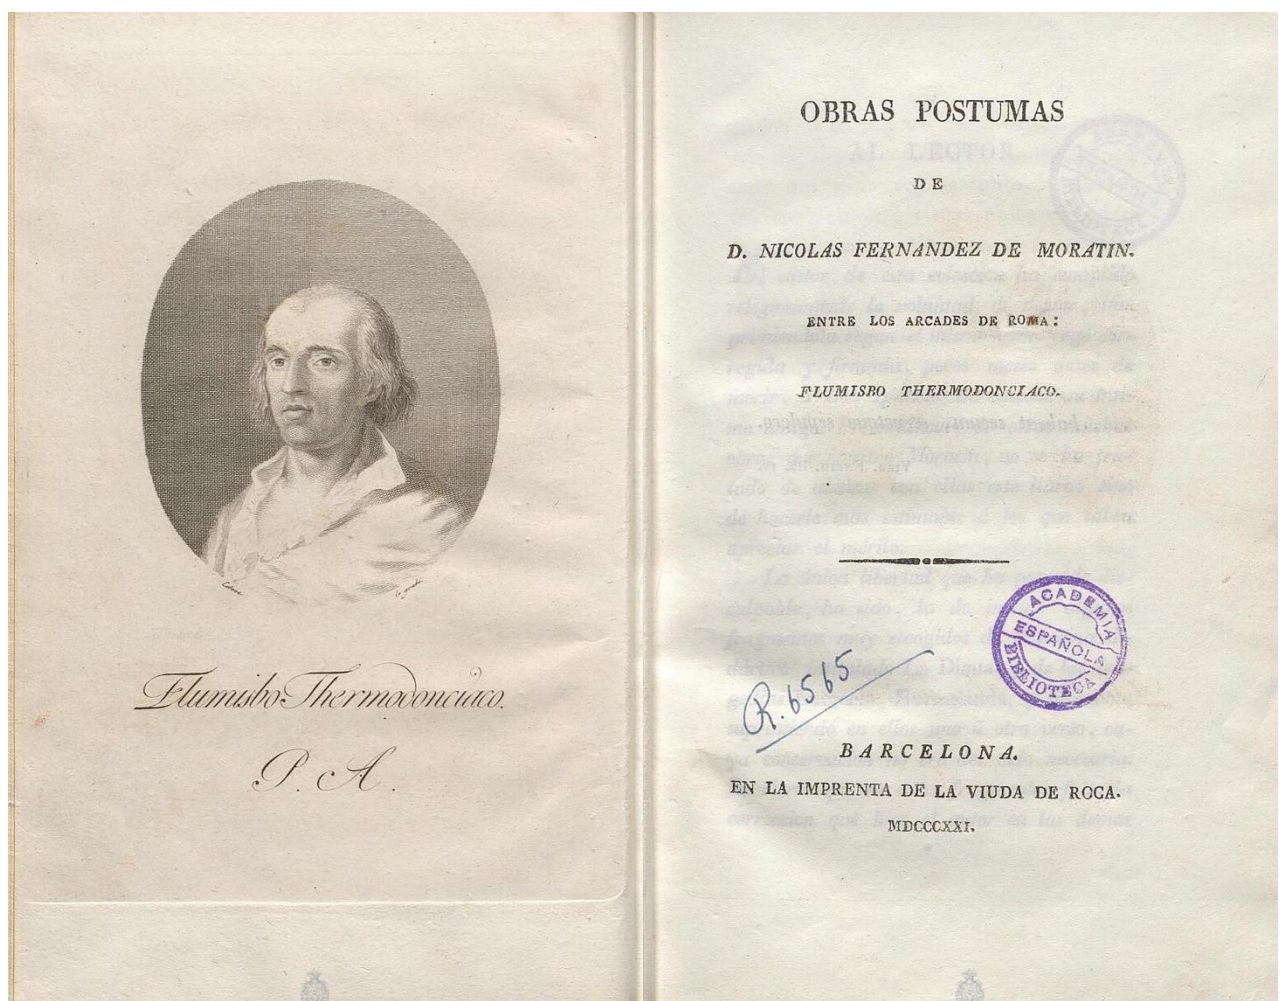 Flumisbo Thermodonciaco.
P. A.
OBRAS POSTUMAS
DE
D. NICOLAS FERNANDEZ DE MORATIN.
ENTRE LOS ARCADES DE ROMA:
FLUMISBO THERMODONCIACO.
ACADEMIA
ESPAÑOLA
BIBLIOTECA
R. 6565
BARCELONA.
EN LA IMPRENTA DE LA VIUDA DE ROCA.
MDCCCXXI.